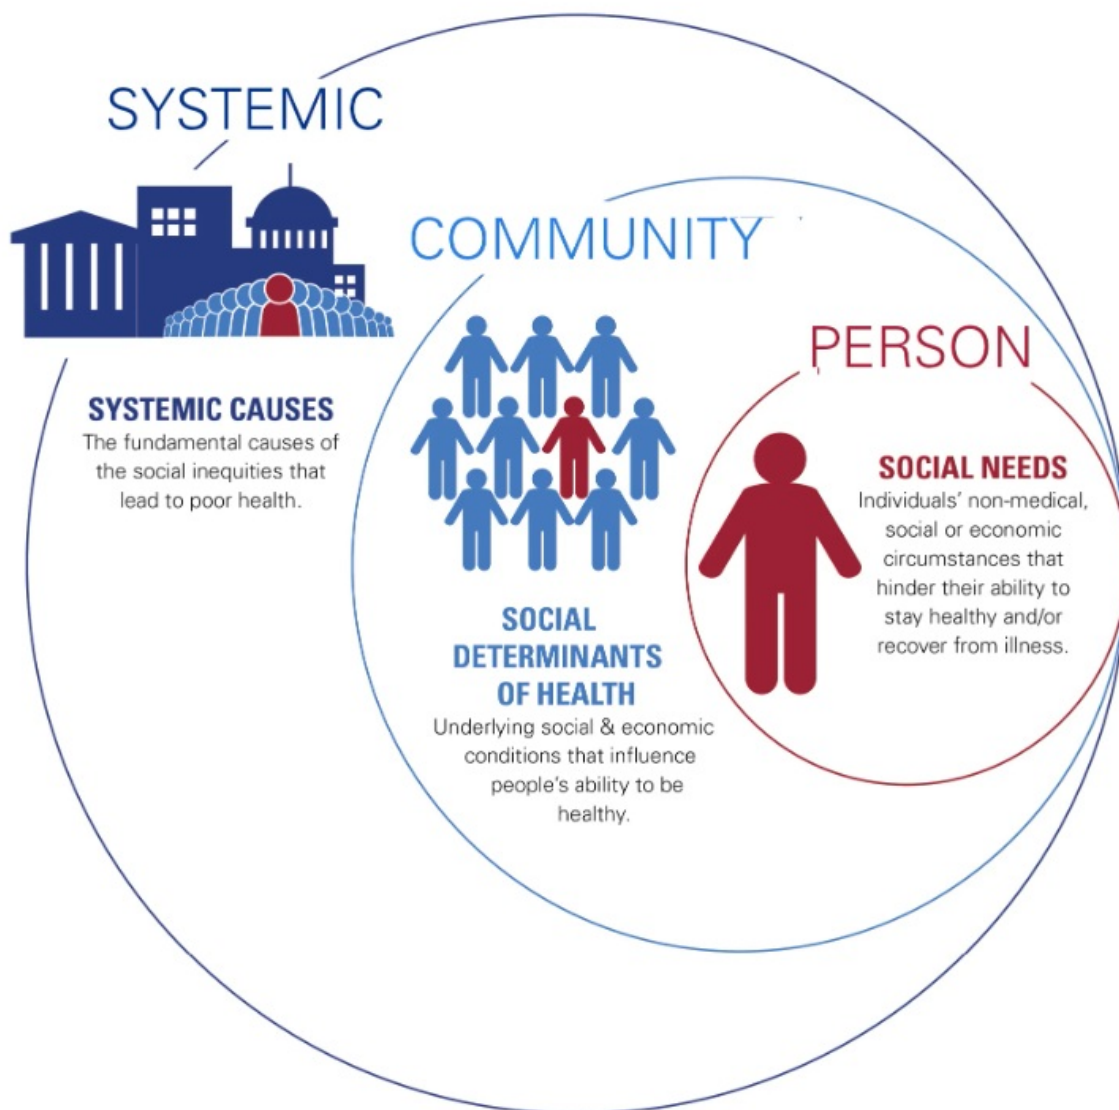 SYSTEMIC
COMMUNITY
PERSON
SYSTEMIC CAUSES
The fundamental causes of
the social inequities that
lead to poor health.
SOCIAL
DETERMINANTS
OF HEALTH
Underlying social & economic
conditions that influence
people's ability to be
healthy.
SOCIAL NEEDS
Individuals' non-medical,
social or economic
circumstances that
hinder their ability to
stay healthy and/or
recover from illness.